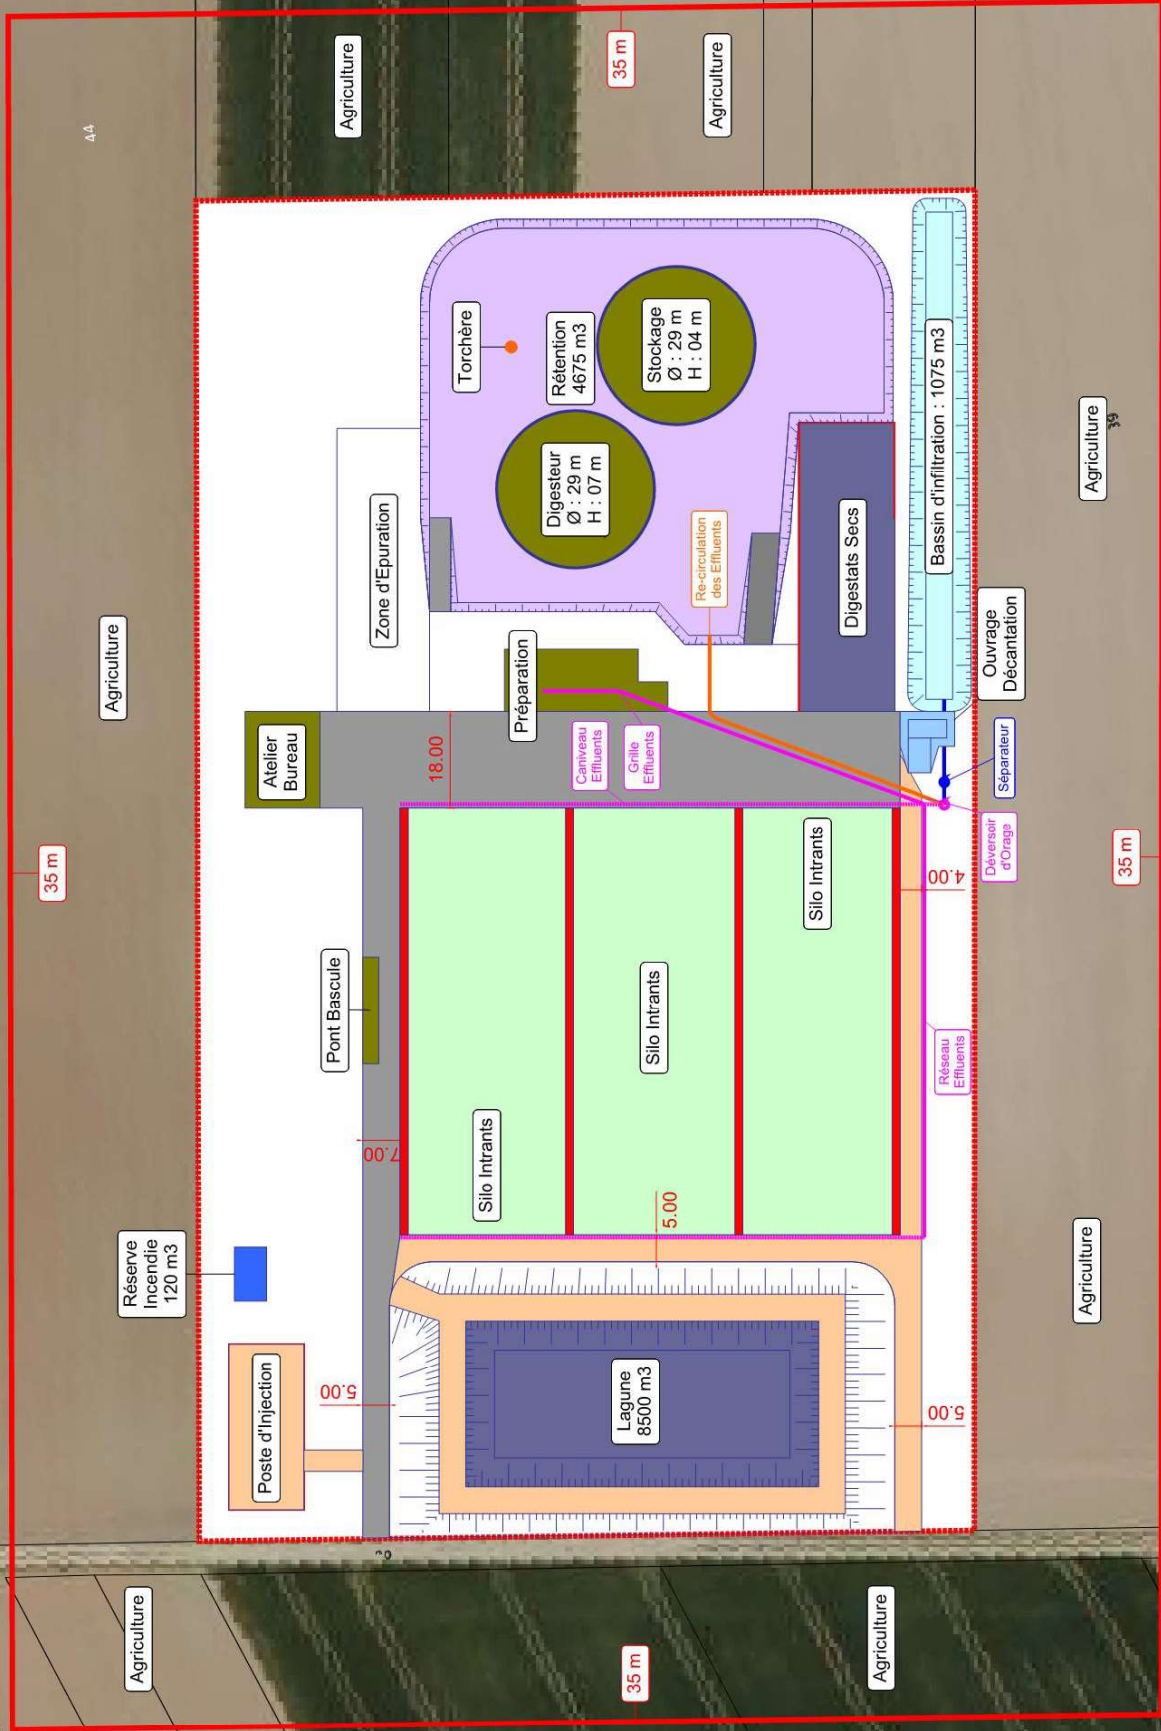 35 m
44
Agriculture
Agriculture
Réserve
Incendie
120 m3
Poste d'Injection
Atelier
Bureau
Pont Bascule
5.00
Agriculture
7.00
Zone d'Epuration
18.00
Torchère
Silo Intrants
Préparation
Digesteur
Ø : 29 m
H : 07 m
Rétention
4675 m3
Caniveau
Effluents
Grille
Effluents
35 m
35 m
Lagune
8500 m3
Silo Intrants
5.00
Stockage
Ø : 29 m
H : 04 m
Re-circulation
des Effluents
Agriculture
Silo Intrants
Digestats Secs
Agriculture
5.00
4.00
Bassin d'infiltration : 1075 m3
Réseau
Effluents
Déversoir
d'Orage
Séparateur
Ouvrage
Décantation
Agriculture
Agriculture
39
35 m